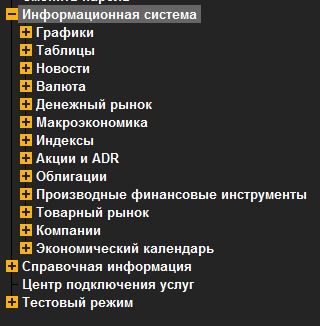 Информационная система
Графики
Таблицы
Новости
Валюта
Денежный рынок
Макроэкономика
Индексы
Акции и ADR
Облигации
Производные финансовые инструменты
Товарный рынок
Компании
Экономический календарь
Справочная информация
Центр подключения услуг
Тестовый режим